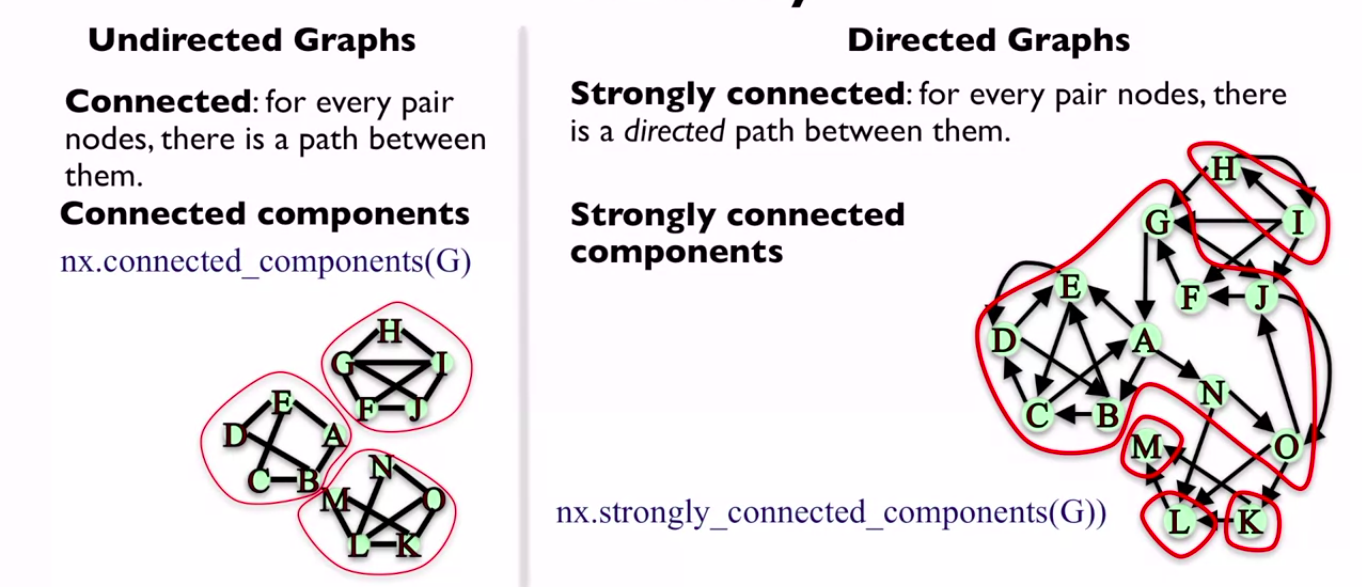 Undirected Graphs
Connected: for every pair
nodes, there is a path between
them.
Connected components
nx.connected_components(G)
H
G
I
F
J
E
D
A
C
B
N
M
O
L
K
Directed Graphs
Strongly connected: for every pair nodes, there
is a directed path between them.
Strongly connected
components
nx.strongly_connected_components(G))
H
G
I
E
F
J
D
A
N
C
B
M
O
L
K